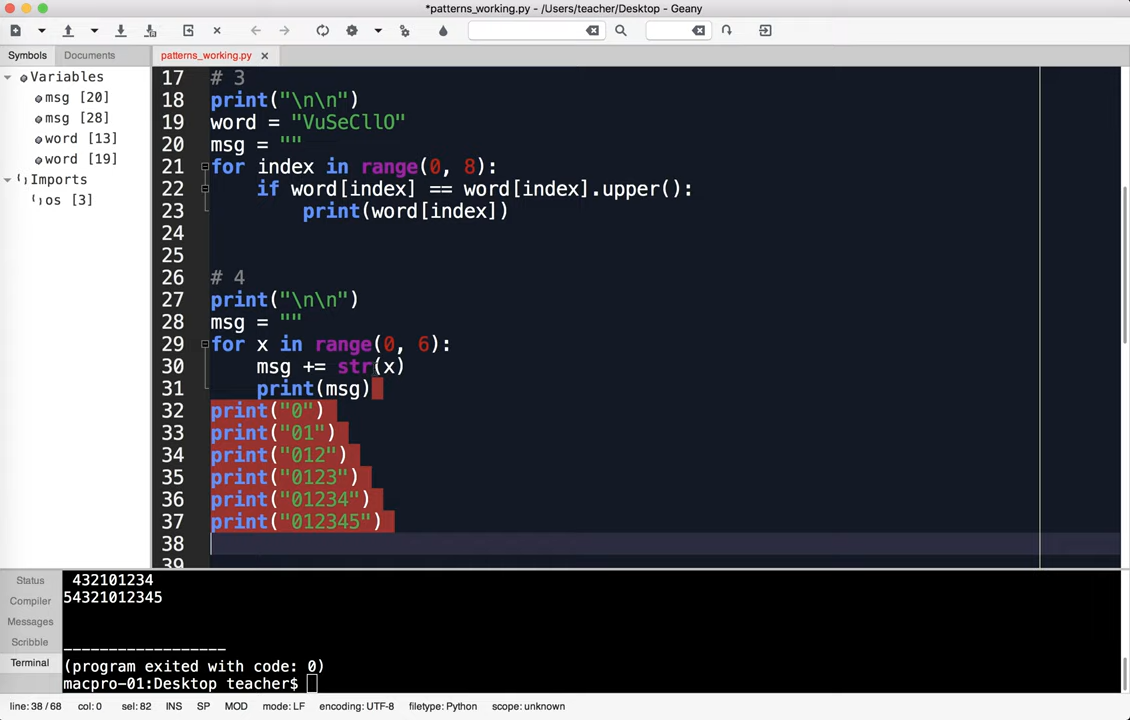 *patterns_working.py - /Users/teacher/Desktop - Geany
Symbols Documents
patterns_working.py ×
Variables
msg [20]
msg [28]
word [13]
word [19]
Imports
os [3]
17 # 3
18 print("\n\n")
19 word = "VuSeCllO"
20 msg = ""
21 for index in range(0, 8):
22     if word[index] == word[index].upper():
23         print(word[index])
24
25
26 # 4
27 print("\n\n")
28 msg = ""
29 for x in range(0, 6):
30     msg += str(x)
31     print(msg)
32 print("0")
33 print("01")
34 print("012")
35 print("0123")
36 print("01234")
37 print("012345")
38
39
Status
Compiler
Messages
Scribble
Terminal
 432101234
54321012345
------------------
(program exited with code: 0)
macpro-01:Desktop teacher$
line: 38 / 68 col: 0 sel: 82 INS SP MOD mode: LF encoding: UTF-8 filetype: Python scope: unknown